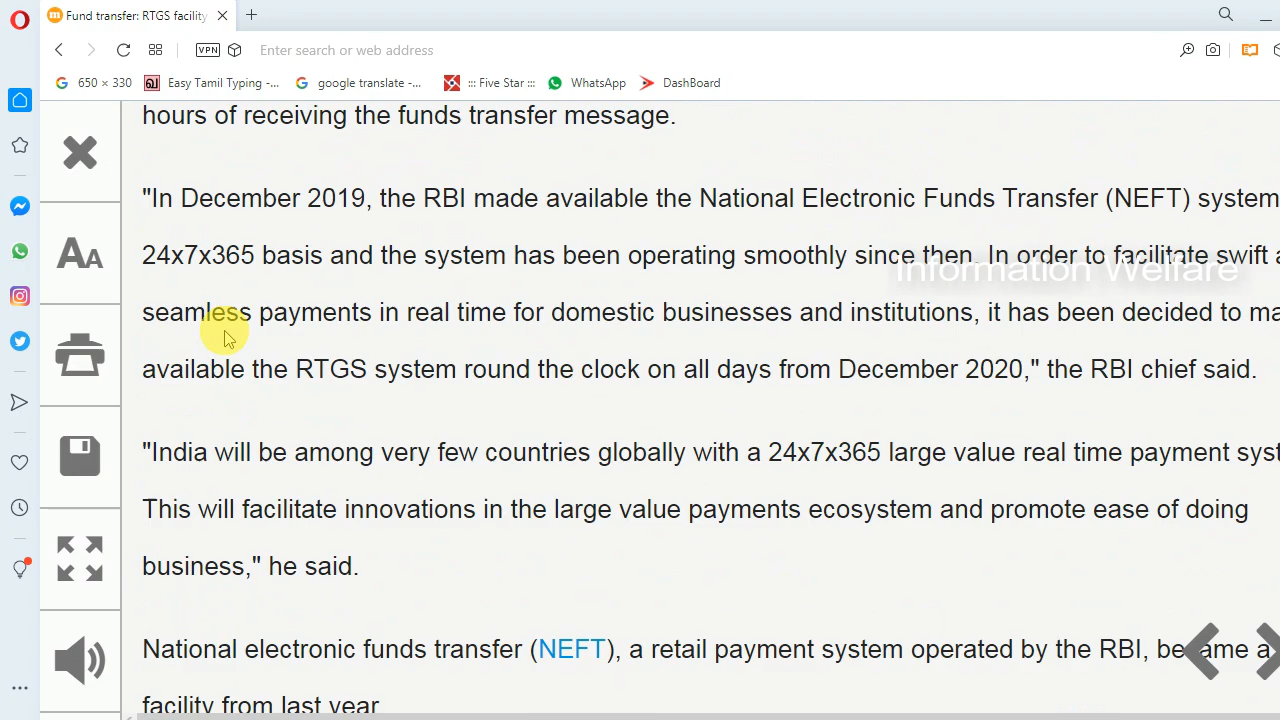 Fund transfer: RTGS facility
VPN
Enter search or web address
650 × 330
Easy Tamil Typing -...
google translate -...
::: Five Star :::
WhatsApp
DashBoard
hours of receiving the funds transfer message.
"In December 2019, the RBI made available the National Electronic Funds Transfer (NEFT) system
24x7x365 basis and the system has been operating smoothly since then. In order to facilitate swift a
Information Welfare
seamless payments in real time for domestic businesses and institutions, it has been decided to ma
available the RTGS system round the clock on all days from December 2020," the RBI chief said.
"India will be among very few countries globally with a 24x7x365 large value real time payment syst
This will facilitate innovations in the large value payments ecosystem and promote ease of doing
business," he said.
National electronic funds transfer (NEFT), a retail payment system operated by the RBI, became a
facility from last year
AA